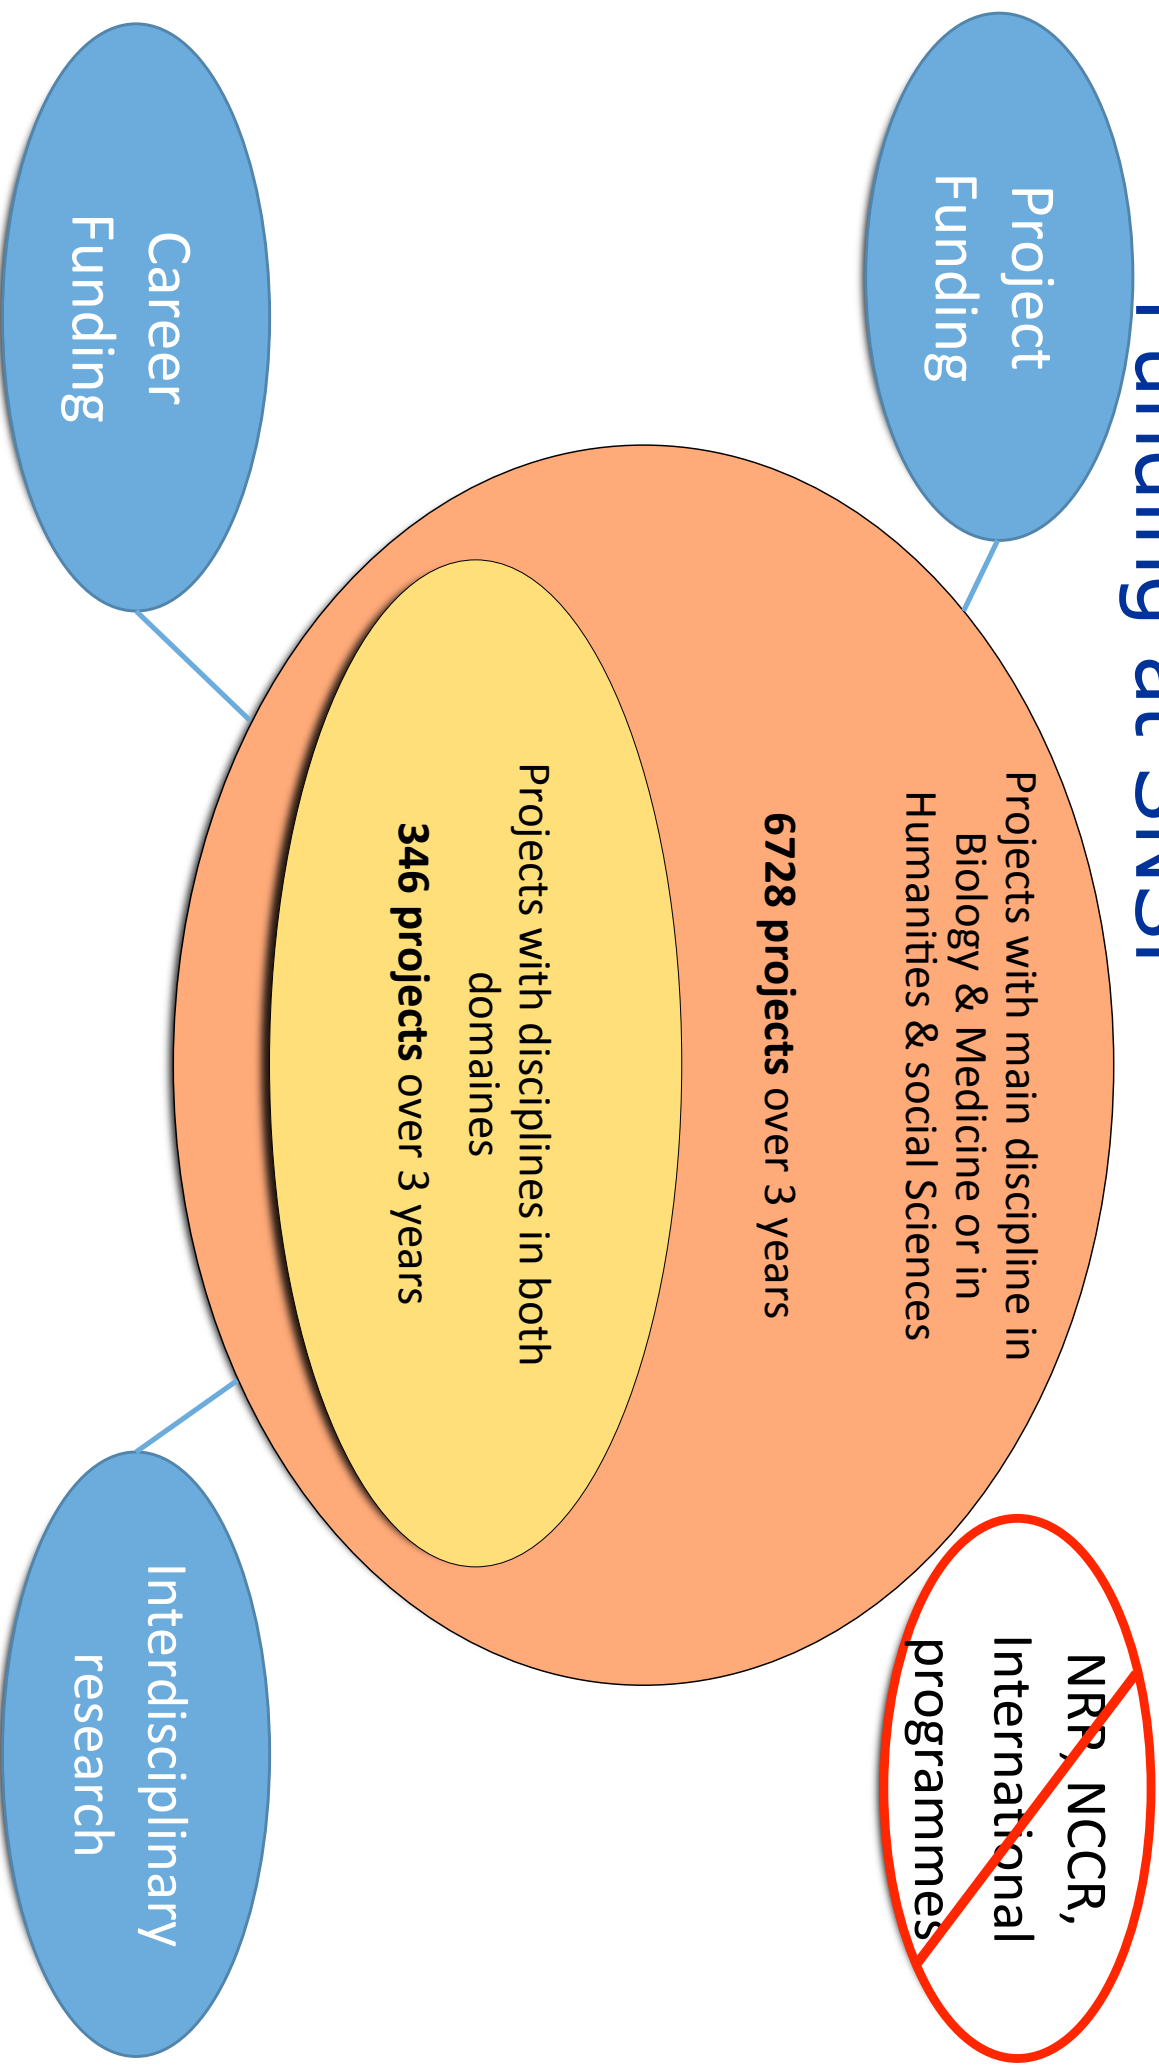 Funding at SNSF
Project
Funding
NRP, NCCR,
International
programmes
Projects with main discipline in
Biology & Medicine or in
Humanities & social Sciences
6728 projects over 3 years
Projects with disciplines in both
domaines
346 projects over 3 years
Career
Funding
Interdisciplinary
research